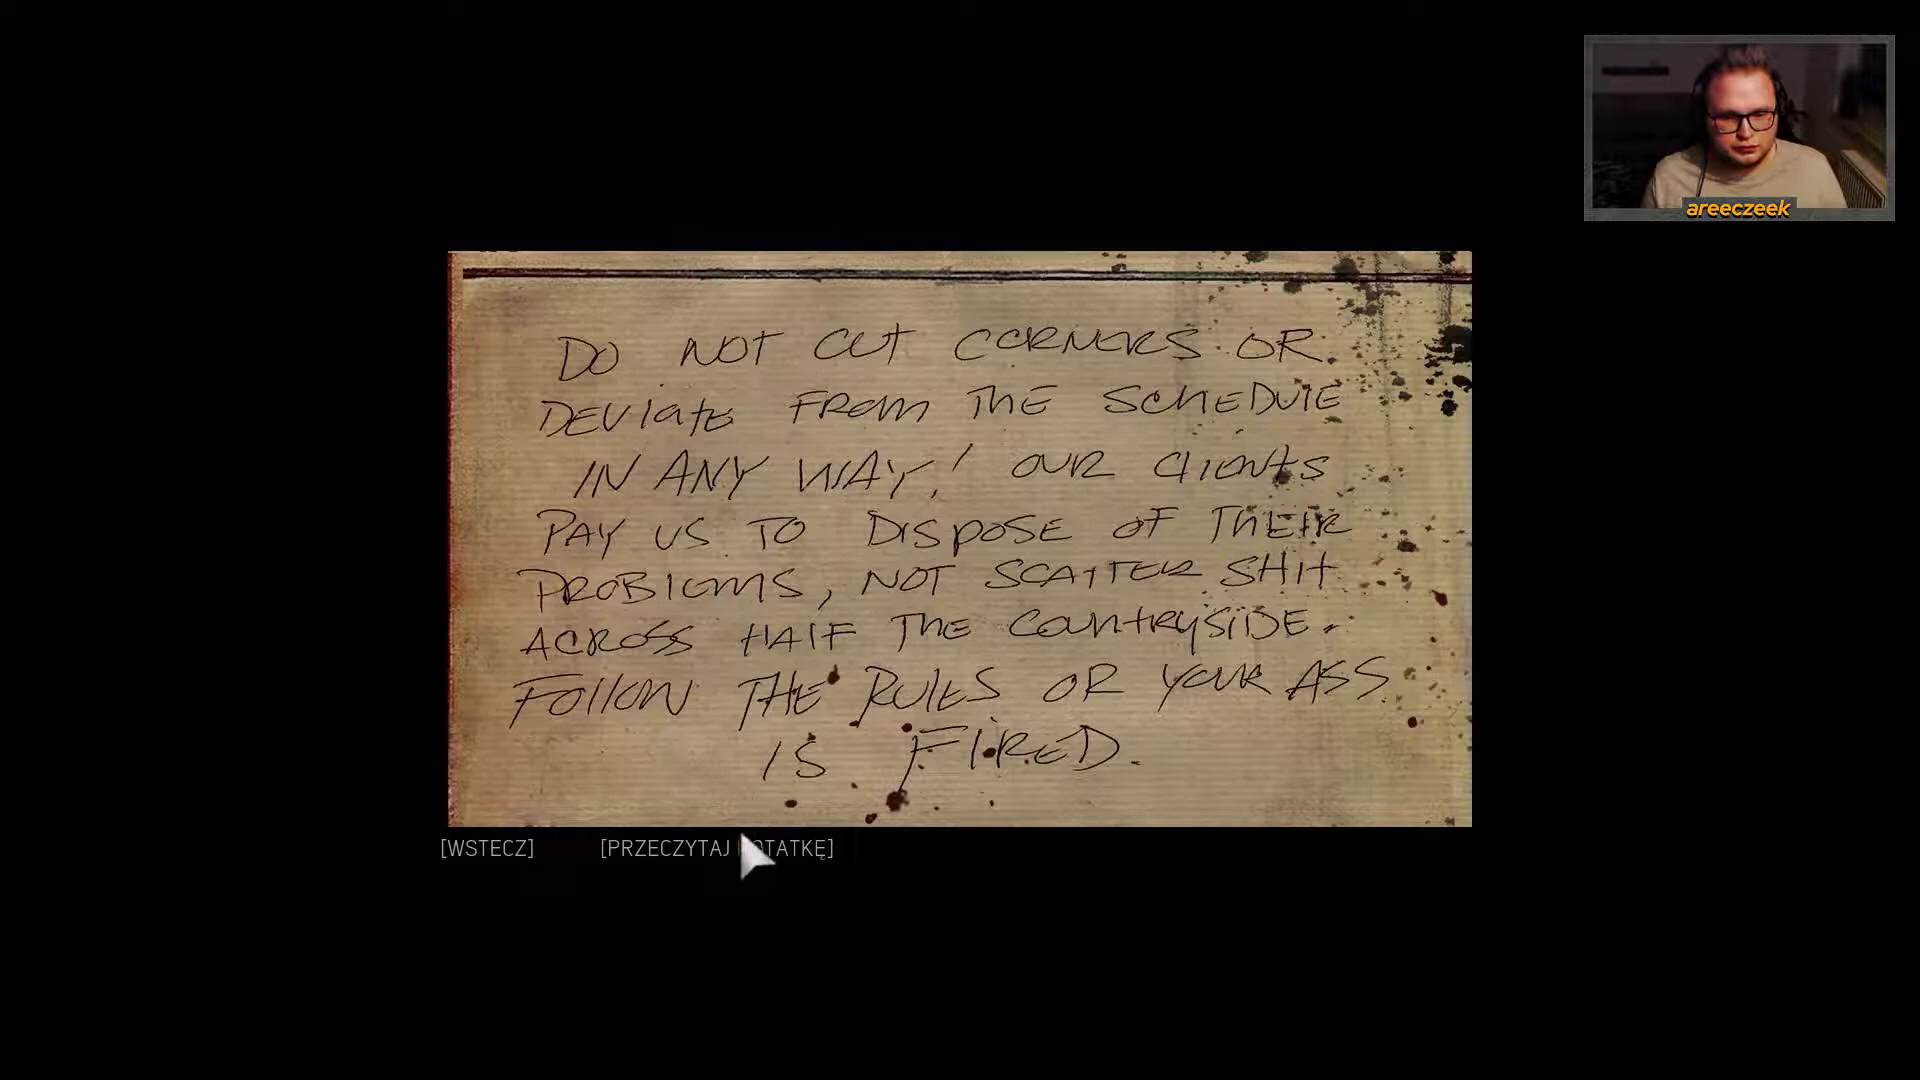 areeczeek
DO NOT CUT CORNERS OR
DEVIATE FROM THE SCHEDULE
IN ANY WAY! OUR CLIENTS
PAY US TO DISPOSE OF THEIR
PROBLEMS, NOT SCATTER SHIT
ACROSS HALF THE COUNTRYSIDE.
FOLLOW THE RULES OR YOUR ASS
IS FIRED.
[WSTECZ] [PRZECZYTAJ NOTATKĘ]